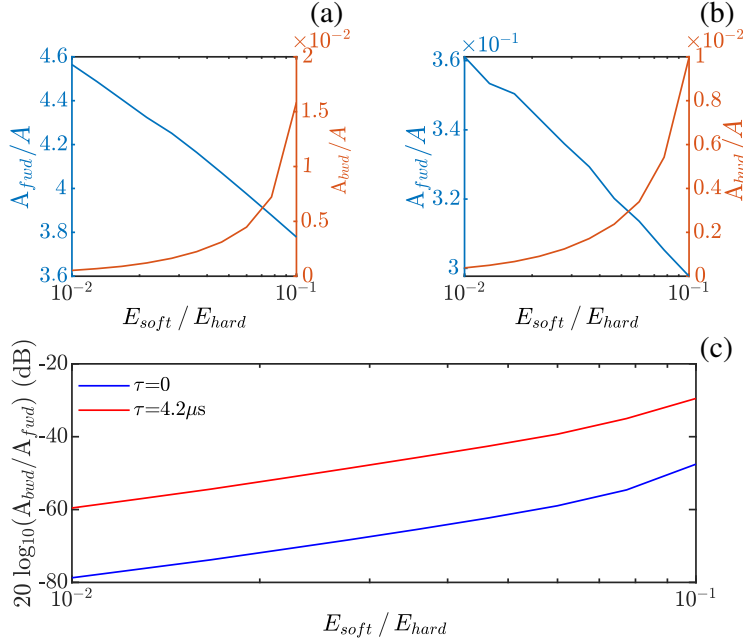 (a)
×10⁻²
A_fwd/A
4.6
4.4
4.2
4
3.8
3.6
2
1.5
1
0.5
0
A_bwd/A
10⁻²
10⁻¹
E_soft / E_hard
(b)
×10⁻¹
×10⁻²
A_fwd/A
3.6
3.4
3.2
3
1
0.8
0.6
0.4
0.2
0
A_bwd/A
10⁻²
10⁻¹
E_soft / E_hard
(c)
20 log₁₀(A_bwd/A_fwd) (dB)
-20
-40
-60
-80
τ=0
τ=4.2μs
10⁻²
10⁻¹
E_soft / E_hard